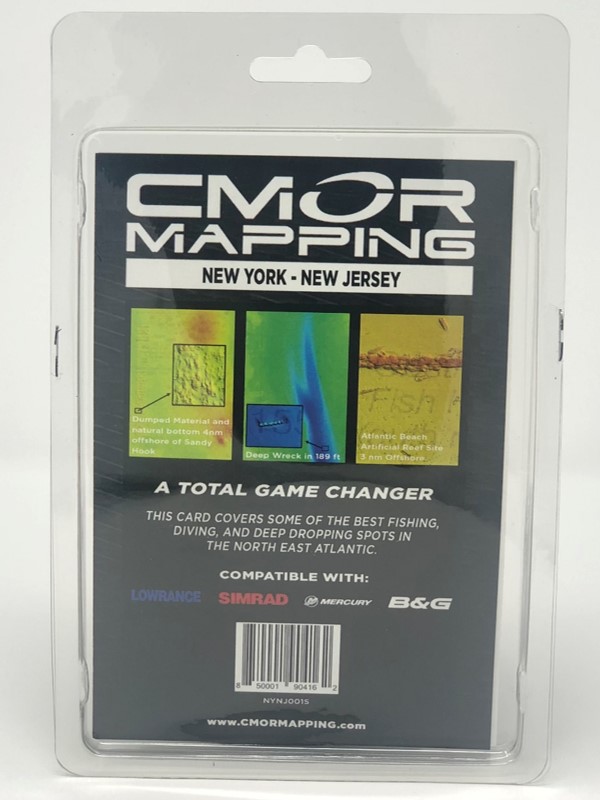 CMOR
MAPPING
NEW YORK - NEW JERSEY
Dumped Material and
natural bottom 4nm
offshore of Sandy
Hook
Deep Wreck in 189 ft
Fish
Atlantic Beach
Artificial Reef Site
3 nm Offshore
A TOTAL GAME CHANGER
THIS CARD COVERS SOME OF THE BEST FISHING,
DIVING, AND DEEP DROPPING SPOTS IN
THE NORTH EAST ATLANTIC.
COMPATIBLE WITH:
LOWRANCE SIMRAD MERCURY B&G
8 50001 90416 2
NYNJ001S
www.CMORMAPPING.com